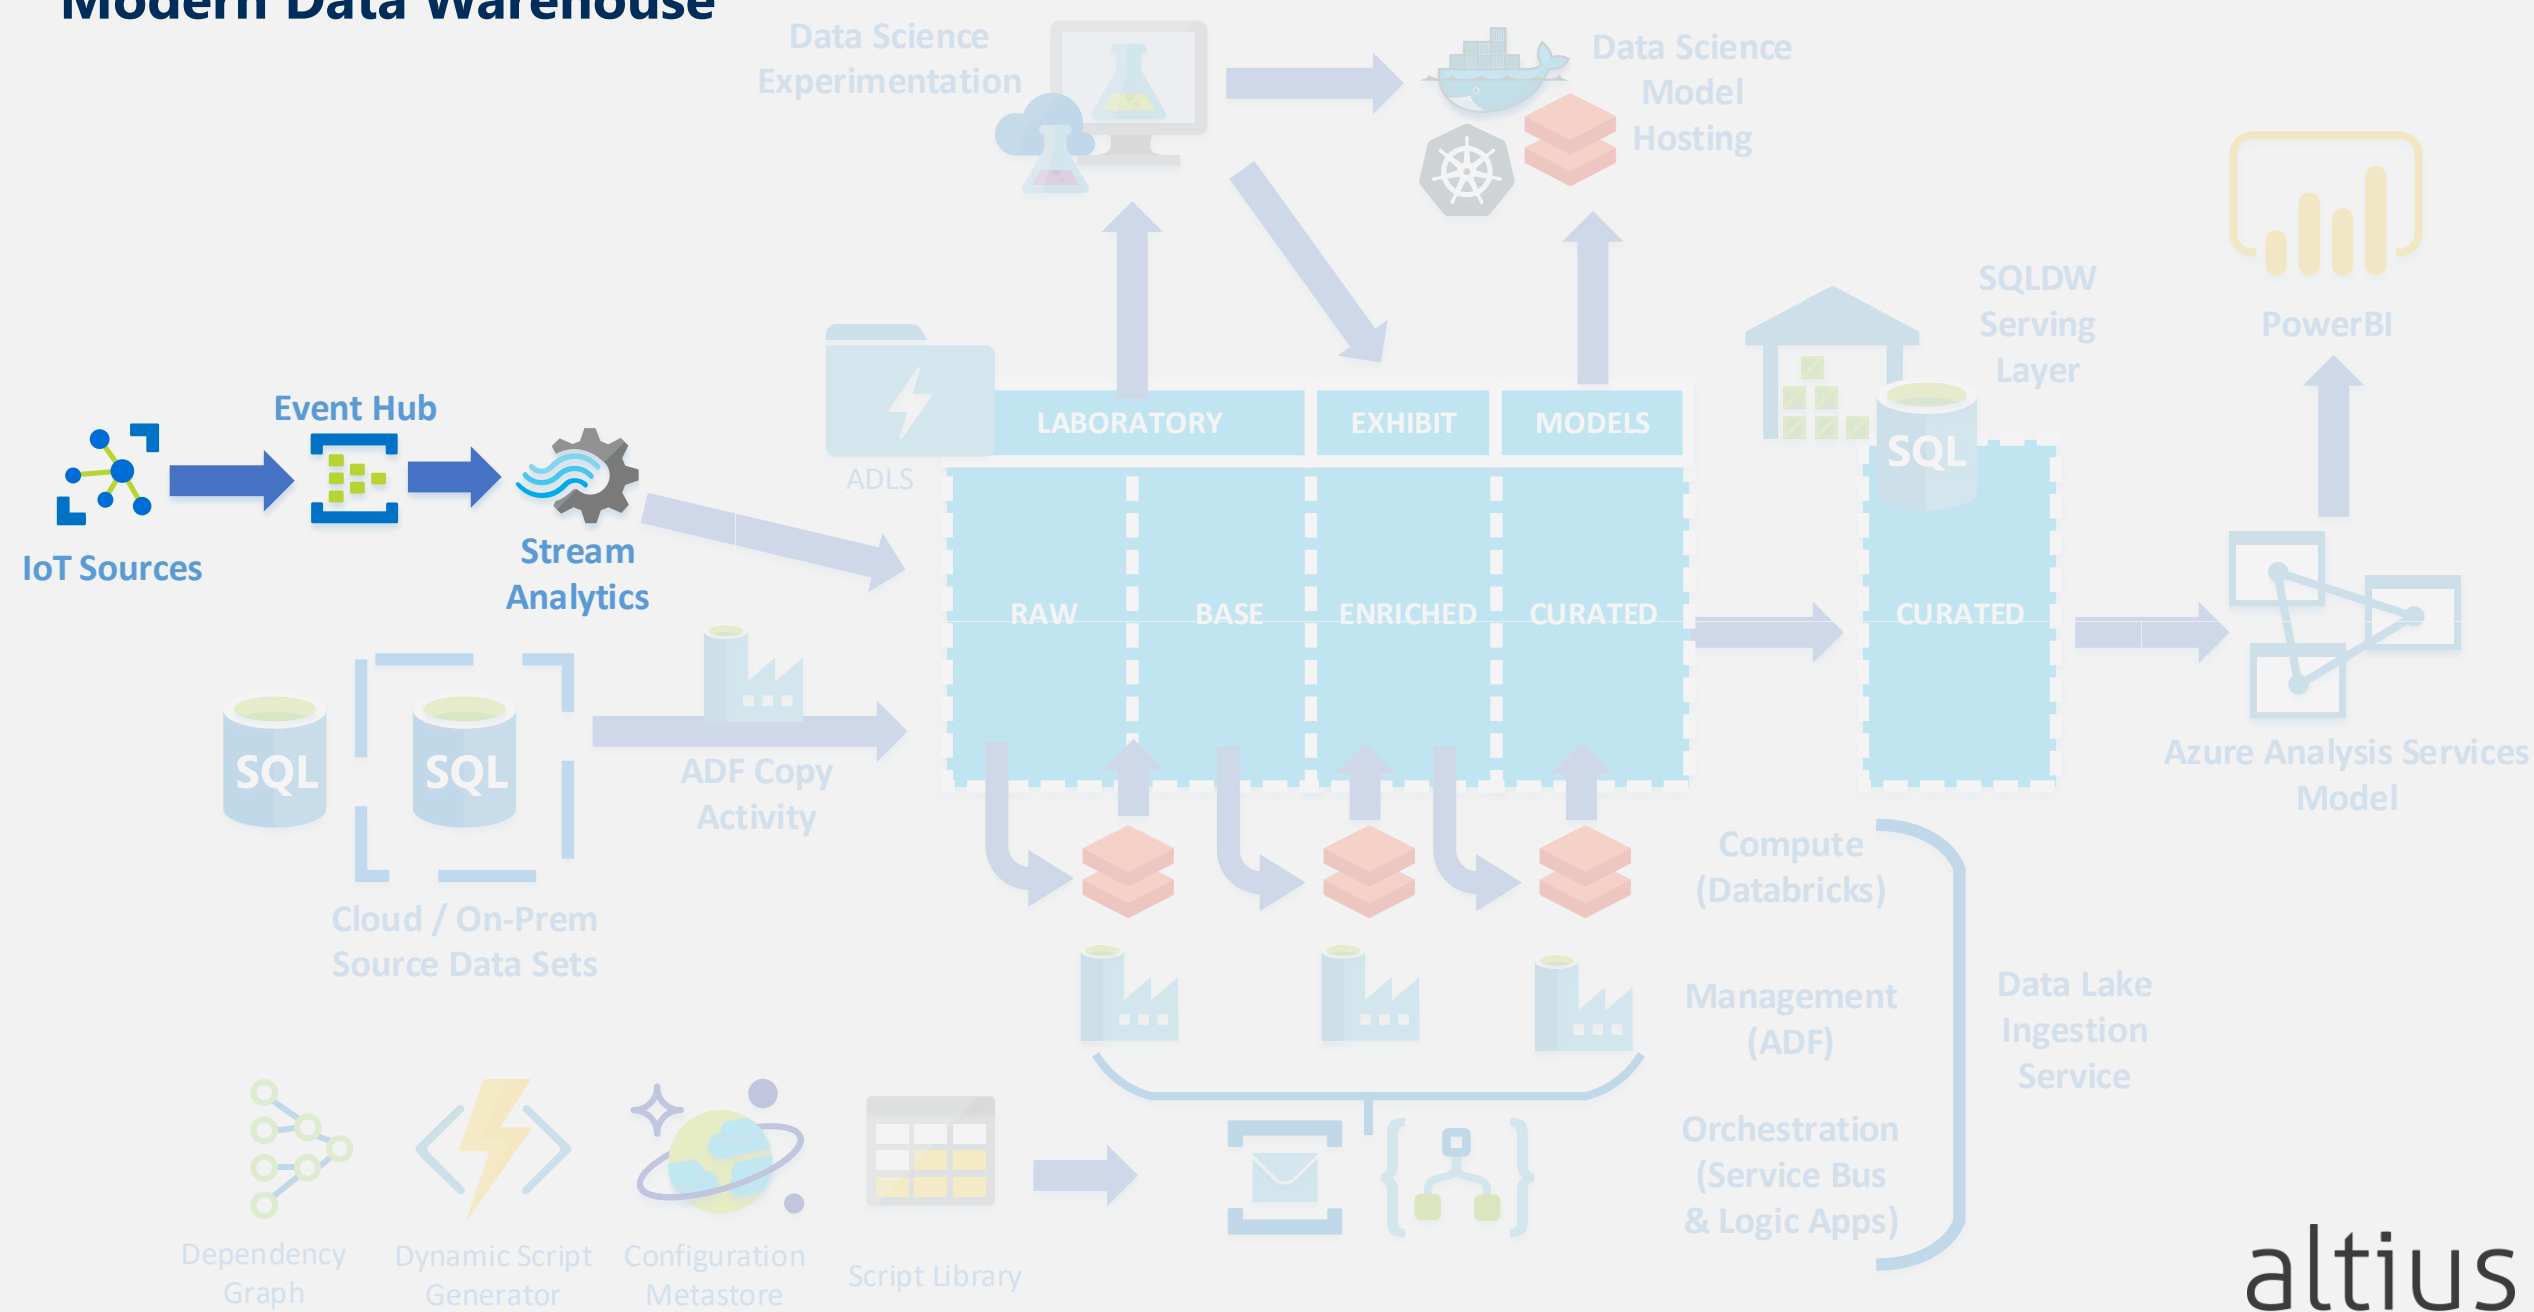 Modern Data Warehouse
Data Science
Experimentation
Data Science
Model
Hosting
SQLDW
Serving
Layer
PowerBI
Event Hub
IoT Sources
Stream
Analytics
ADLS
LABORATORY
EXHIBIT
MODELS
RAW
BASE
ENRICHED
CURATED
SQL
CURATED
SQL
SQL
ADF Copy
Activity
Cloud / On-Prem
Source Data Sets
Azure Analysis Services
Model
Compute
(Databricks)
Management
(ADF)
Orchestration
(Service Bus
& Logic Apps)
Data Lake
Ingestion
Service
Dependency
Graph
Dynamic Script
Generator
Configuration
Metastore
Script Library
altius